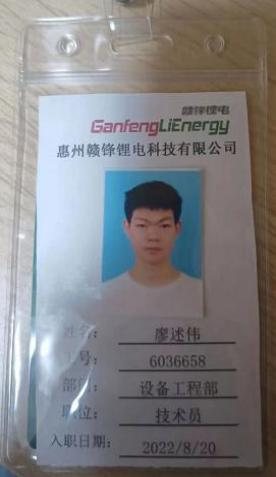 赣锋锂电
GanfengLiEnergy
惠州赣锋锂电科技有限公司
姓名： 廖述伟
工号： 6036658
部门： 设备工程部
职位： 技术员
入职日期： 2022/8/20